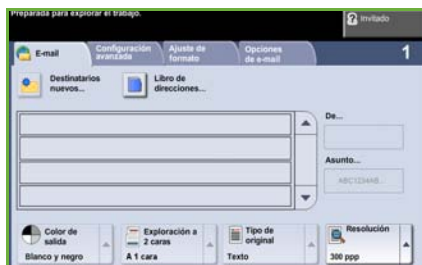 Preparada para explorar el trabajo.
Invitado
E-mail
Configuración
avanzada
Ajuste de
formato
Opciones
de e-mail
1
Destinatarios
nuevos...
Libro de
direcciones...
De...
Asunto...
Color de
salida
Blanco y negro
Exploración a
2 caras
A 1 cara
Tipo de
original
Texto
Resolución
300 ppp